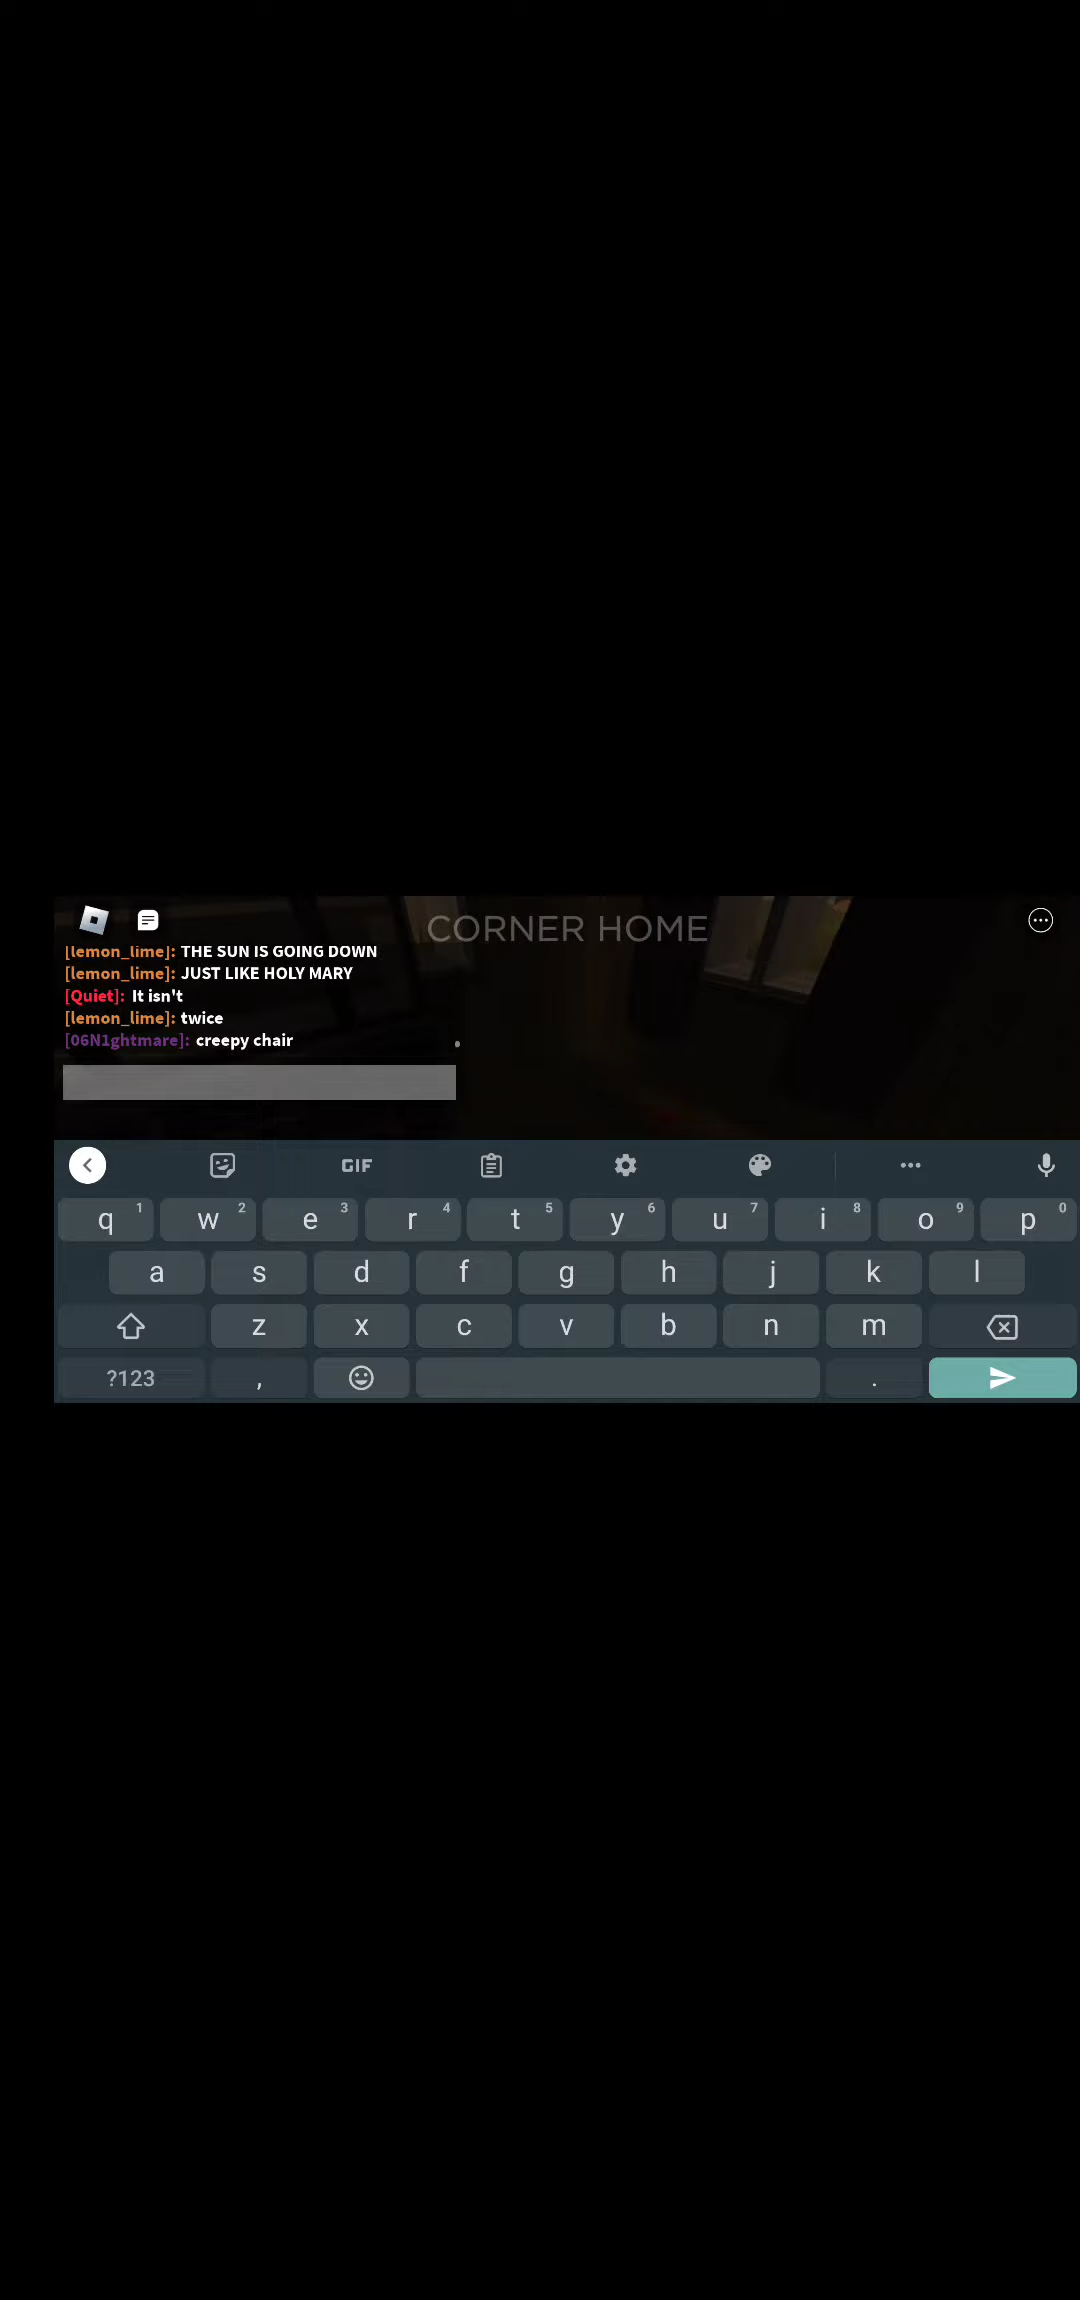 CORNER HOME
[lemon_lime]: THE SUN IS GOING DOWN
[lemon_lime]: JUST LIKE HOLY MARY
[Quiet]: It isn't
[lemon_lime]: twice
[06N1ghtmare]: creepy chair
GIF
q 1 w 2 e 3 r 4 t 5 y 6 u 7 i 8 o 9 p 0
a s d f g h j k l
z x c v b n m
?123 , .